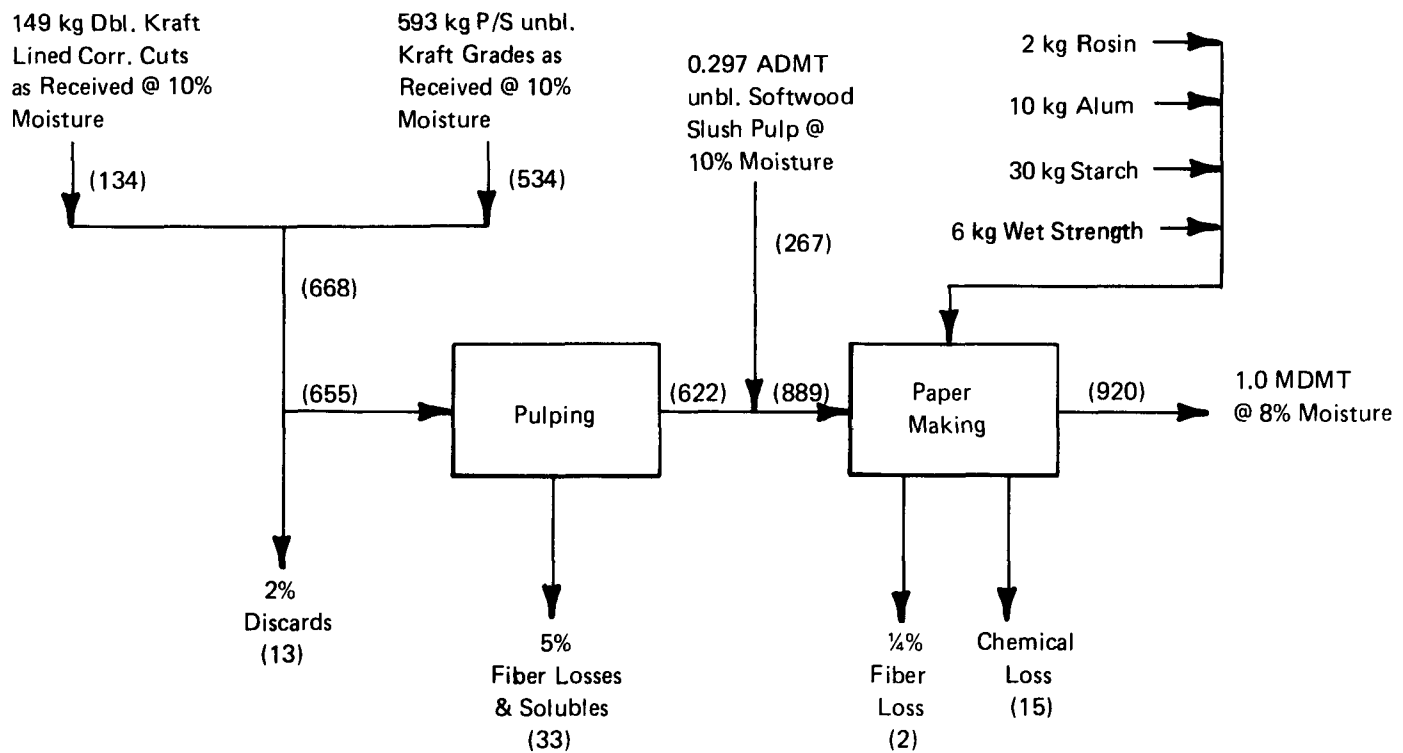 149 kg Dbl. Kraft
Lined Corr. Cuts
as Received @ 10%
Moisture
(134)
593 kg P/S unbl.
Kraft Grades as
Received @ 10%
Moisture
(534)
0.297 ADMT
unbl. Softwood
Slush Pulp @
10% Moisture
(267)
2 kg Rosin
10 kg Alum
30 kg Starch
6 kg Wet Strength
(668)
(655)
Pulping
(622)
(889)
Paper
Making
(920)
1.0 MDMT
@ 8% Moisture
2%
Discards
(13)
5%
Fiber Losses
& Solubles
(33)
¼%
Fiber
Loss
(2)
Chemical
Loss
(15)